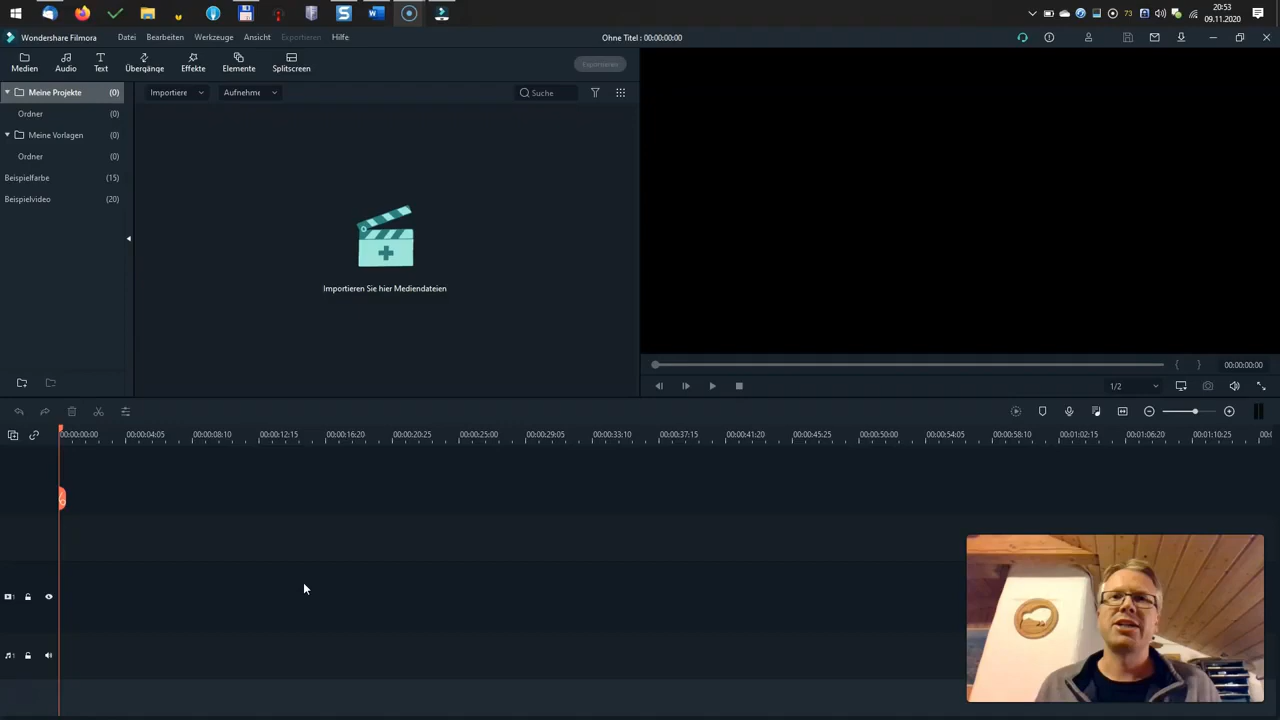 73
20:53
09.11.2020
Wondershare Filmora
Datei
Bearbeiten
Werkzeuge
Ansicht
Exportieren
Hilfe
Ohne Titel : 00:00:00:00
Medien
Audio
Text
Übergänge
Effekte
Elemente
Splitscreen
Exportieren
Meine Projekte (0)
Ordner (0)
Meine Vorlagen (0)
Ordner (0)
Beispielfarbe (15)
Beispielvideo (20)
Importiere
Aufnehme
Suche
Importieren Sie hier Mediendateien
{ }
00:00:00:00
1/2
00:00:00:00
00:00:04:05
00:00:08:10
00:00:12:15
00:00:16:20
00:00:20:25
00:00:25:00
00:00:29:05
00:00:33:10
00:00:37:15
00:00:41:20
00:00:45:25
00:00:50:00
00:00:54:05
00:00:58:10
00:01:02:15
00:01:06:20
00:01:10:25
1
1